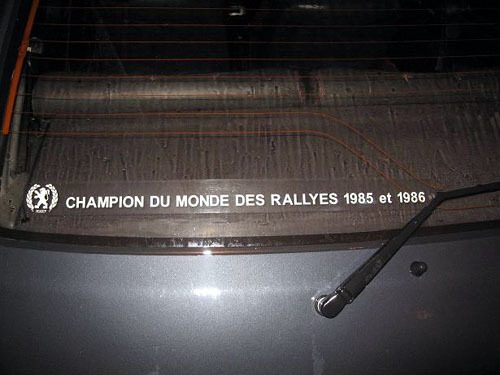 CHAMPION DU MONDE DES RALLYES 1985 et 1986